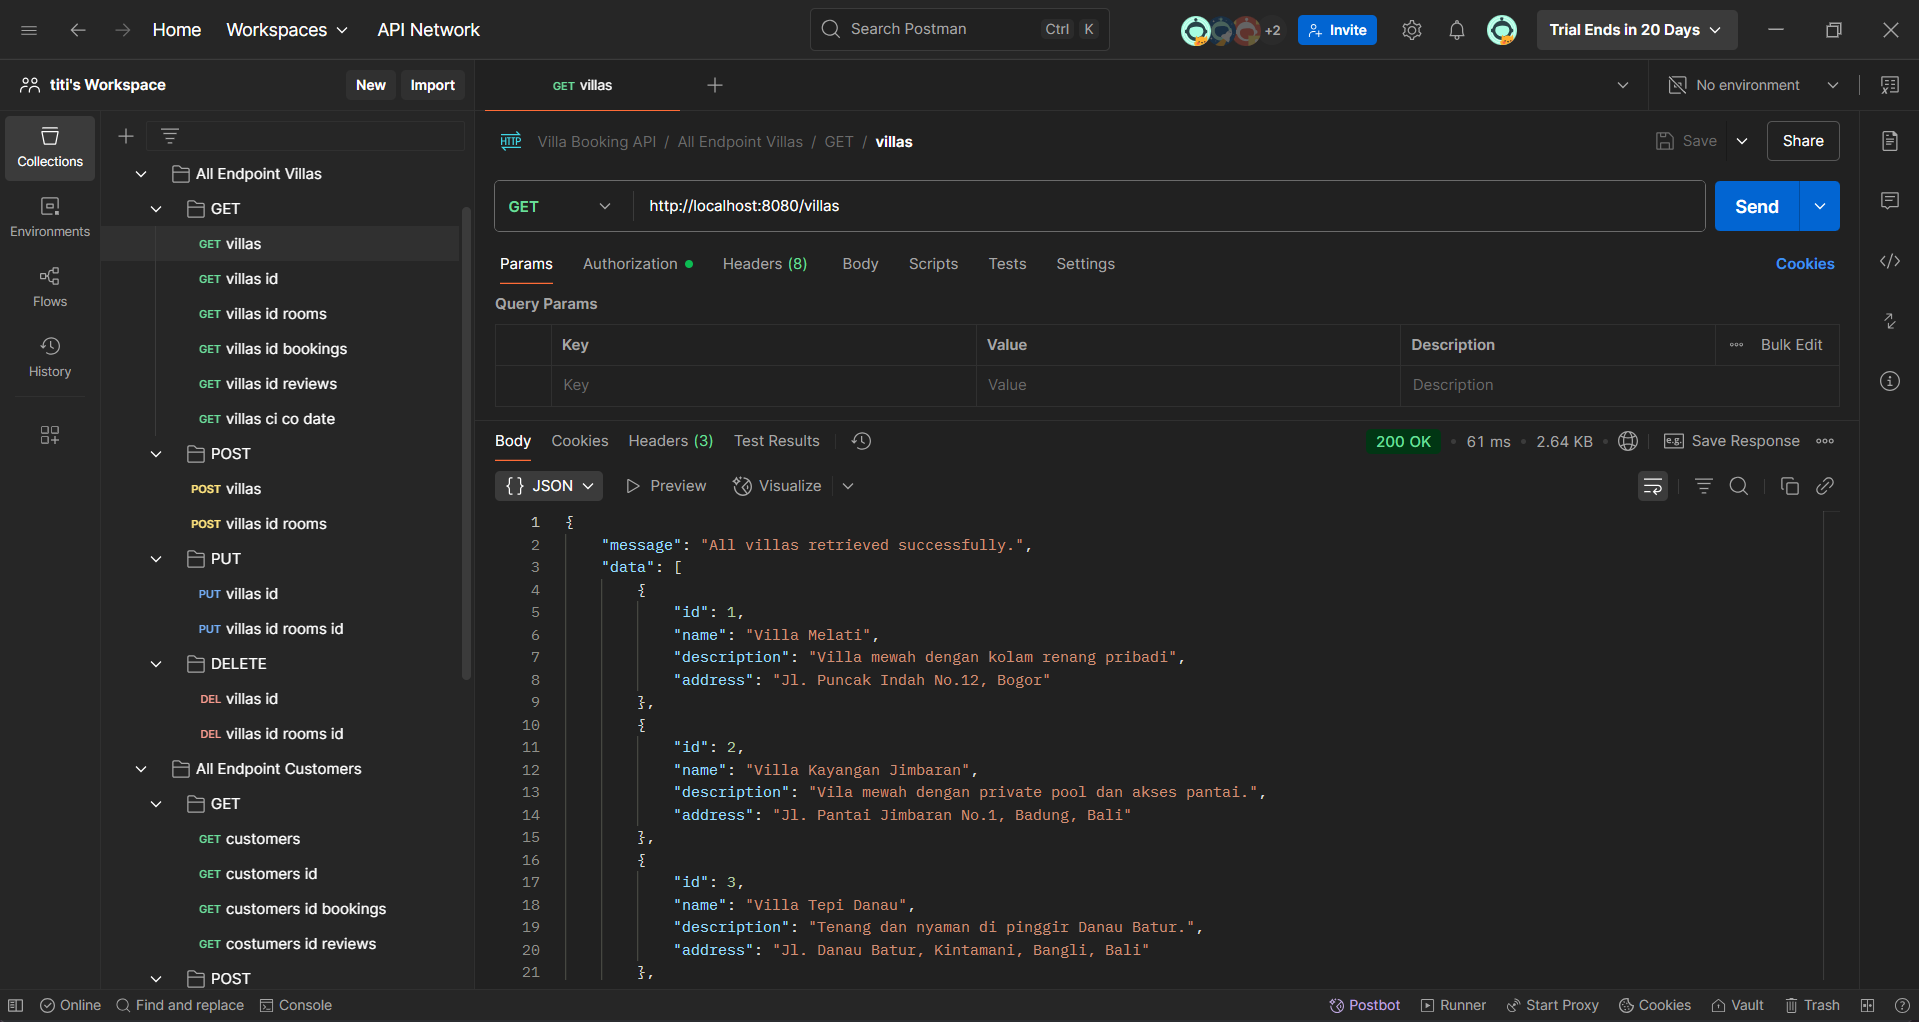 Home Workspaces API Network Search Postman Ctrl K +2 Invite Trial Ends in 20 Days
titi's Workspace New Import GET villas No environment
Collections
Environments
Flows
History
All Endpoint Villas
GET
GET villas
GET villas id
GET villas id rooms
GET villas id bookings
GET villas id reviews
GET villas ci co date
POST
POST villas
POST villas id rooms
PUT
PUT villas id
PUT villas id rooms id
DELETE
DEL villas id
DEL villas id rooms id
All Endpoint Customers
GET
GET customers
GET customers id
GET customers id bookings
GET costumers id reviews
POST
HTTP Villa Booking API / All Endpoint Villas / GET / villas Save Share
GET http://localhost:8080/villas Send
Params Authorization Headers (8) Body Scripts Tests Settings Cookies
Query Params
Key Value Description Bulk Edit
Key Value Description
Body Cookies Headers (3) Test Results 200 OK 61 ms 2.64 KB e.g. Save Response
{} JSON Preview Visualize
1 {
2 "message": "All villas retrieved successfully.",
3 "data": [
4 {
5 "id": 1,
6 "name": "Villa Melati",
7 "description": "Villa mewah dengan kolam renang pribadi",
8 "address": "Jl. Puncak Indah No.12, Bogor"
9 },
10 {
11 "id": 2,
12 "name": "Villa Kayangan Jimbaran",
13 "description": "Vila mewah dengan private pool dan akses pantai.",
14 "address": "Jl. Pantai Jimbaran No.1, Badung, Bali"
15 },
16 {
17 "id": 3,
18 "name": "Villa Tepi Danau",
19 "description": "Tenang dan nyaman di pinggir Danau Batur.",
20 "address": "Jl. Danau Batur, Kintamani, Bangli, Bali"
21 },
Online Find and replace Console Postbot Runner Start Proxy Cookies Vault Trash